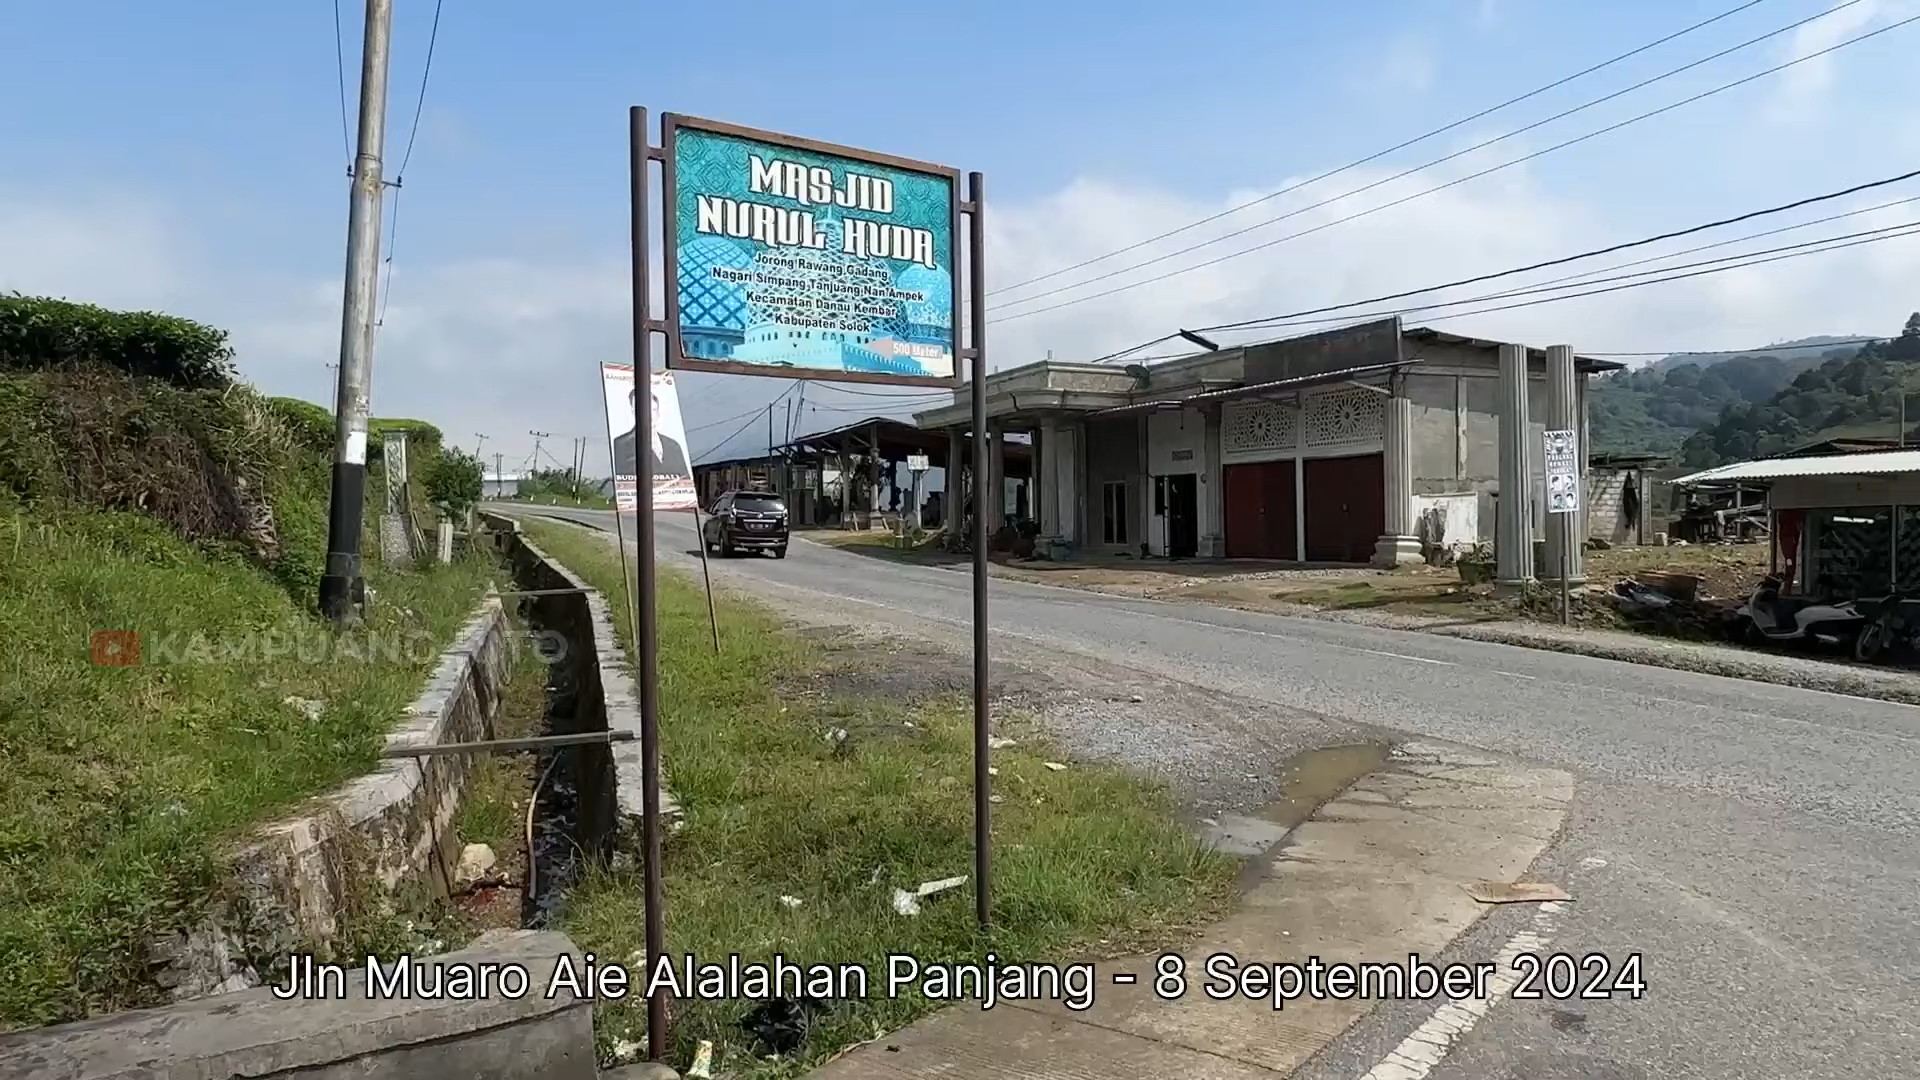 MASJID
NURUL HUDA
Jorong Rawang Gadang
Nagari Simpang Tanjuang Nan Ampek
Kecamatan Danau Kembar
Kabupaten Solok
500 Meter
KAMPUANG
Jln Muaro Aie Alalahan Panjang - 8 September 2024